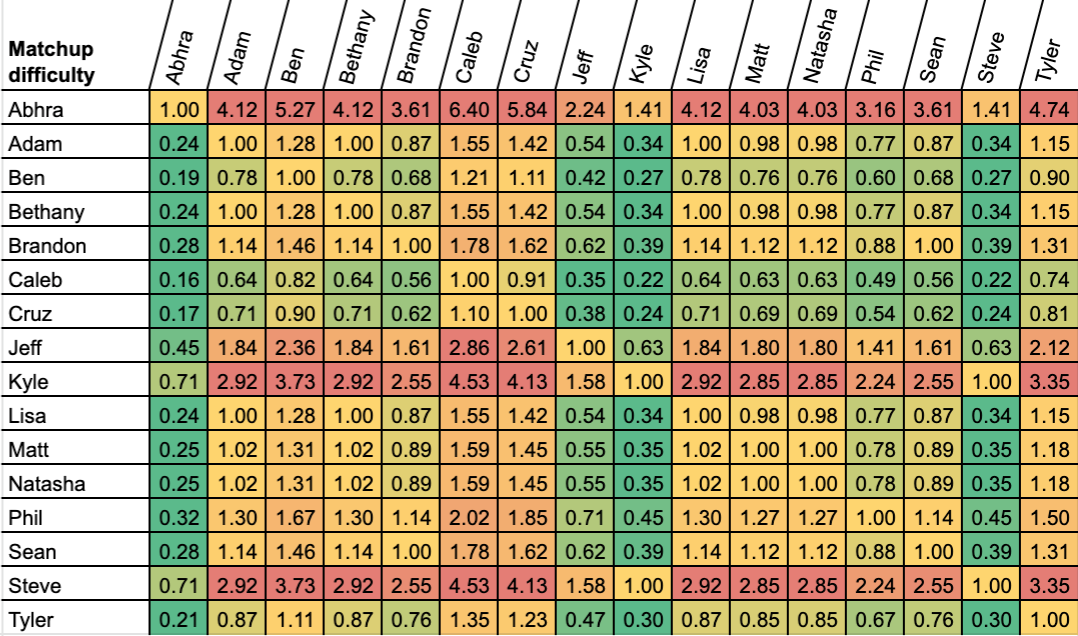 Matchup difficulty Abhra Adam Ben Bethany Brandon Caleb Cruz Jeff Kyle Lisa Matt Natasha Phil Sean Steve Tyler
Abhra 1.00 4.12 5.27 4.12 3.61 6.40 5.84 2.24 1.41 4.12 4.03 4.03 3.16 3.61 1.41 4.74
Adam 0.24 1.00 1.28 1.00 0.87 1.55 1.42 0.54 0.34 1.00 0.98 0.98 0.77 0.87 0.34 1.15
Ben 0.19 0.78 1.00 0.78 0.68 1.21 1.11 0.42 0.27 0.78 0.76 0.76 0.60 0.68 0.27 0.90
Bethany 0.24 1.00 1.28 1.00 0.87 1.55 1.42 0.54 0.34 1.00 0.98 0.98 0.77 0.87 0.34 1.15
Brandon 0.28 1.14 1.46 1.14 1.00 1.78 1.62 0.62 0.39 1.14 1.12 1.12 0.88 1.00 0.39 1.31
Caleb 0.16 0.64 0.82 0.64 0.56 1.00 0.91 0.35 0.22 0.64 0.63 0.63 0.49 0.56 0.22 0.74
Cruz 0.17 0.71 0.90 0.71 0.62 1.10 1.00 0.38 0.24 0.71 0.69 0.69 0.54 0.62 0.24 0.81
Jeff 0.45 1.84 2.36 1.84 1.61 2.86 2.61 1.00 0.63 1.84 1.80 1.80 1.41 1.61 0.63 2.12
Kyle 0.71 2.92 3.73 2.92 2.55 4.53 4.13 1.58 1.00 2.92 2.85 2.85 2.24 2.55 1.00 3.35
Lisa 0.24 1.00 1.28 1.00 0.87 1.55 1.42 0.54 0.34 1.00 0.98 0.98 0.77 0.87 0.34 1.15
Matt 0.25 1.02 1.31 1.02 0.89 1.59 1.45 0.55 0.35 1.02 1.00 1.00 0.78 0.89 0.35 1.18
Natasha 0.25 1.02 1.31 1.02 0.89 1.59 1.45 0.55 0.35 1.02 1.00 1.00 0.78 0.89 0.35 1.18
Phil 0.32 1.30 1.67 1.30 1.14 2.02 1.85 0.71 0.45 1.30 1.27 1.27 1.00 1.14 0.45 1.50
Sean 0.28 1.14 1.46 1.14 1.00 1.78 1.62 0.62 0.39 1.14 1.12 1.12 0.88 1.00 0.39 1.31
Steve 0.71 2.92 3.73 2.92 2.55 4.53 4.13 1.58 1.00 2.92 2.85 2.85 2.24 2.55 1.00 3.35
Tyler 0.21 0.87 1.11 0.87 0.76 1.35 1.23 0.47 0.30 0.87 0.85 0.85 0.67 0.76 0.30 1.00